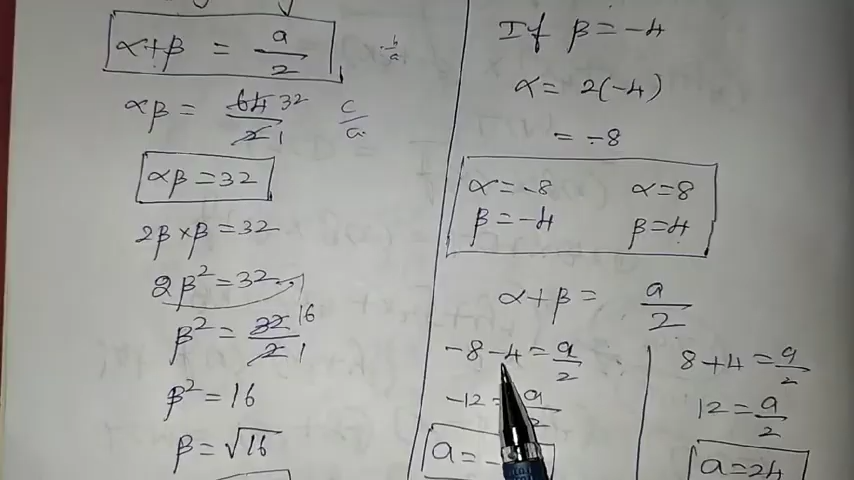 α+β = a/2 -b/a
αβ = 64 32/2 1 c/a
αβ = 32
2β×β = 32
2β² = 32
β² = 32 16/2 1
β² = 16
β = √16
If β = -4
α = 2(-4)
= -8
α = -8 α = 8
β = -4 β = 4
α+β = a/2
-8-4 = a/2
-12 = a/2
a = -
8+4 = a/2
12 = a/2
a = 24